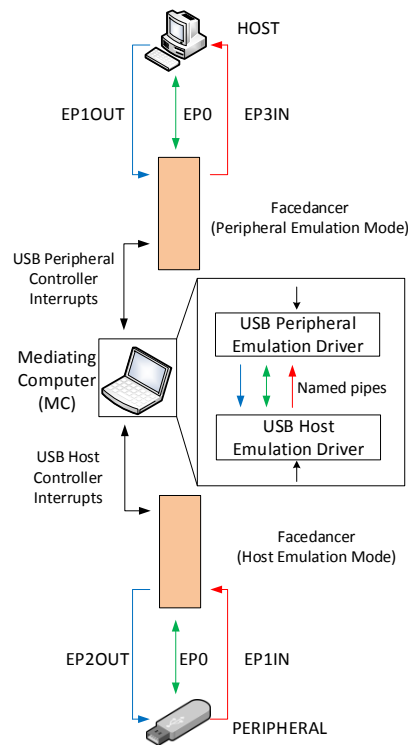 HOST
EP1OUT
EP0
EP3IN
Facedancer
(Peripheral Emulation Mode)
USB Peripheral
Controller
Interrupts
USB Peripheral
Emulation Driver
Mediating
Computer
(MC)
Named pipes
USB Host
Emulation Driver
USB Host
Controller
Interrupts
Facedancer
(Host Emulation Mode)
EP2OUT
EP0
EP1IN
PERIPHERAL